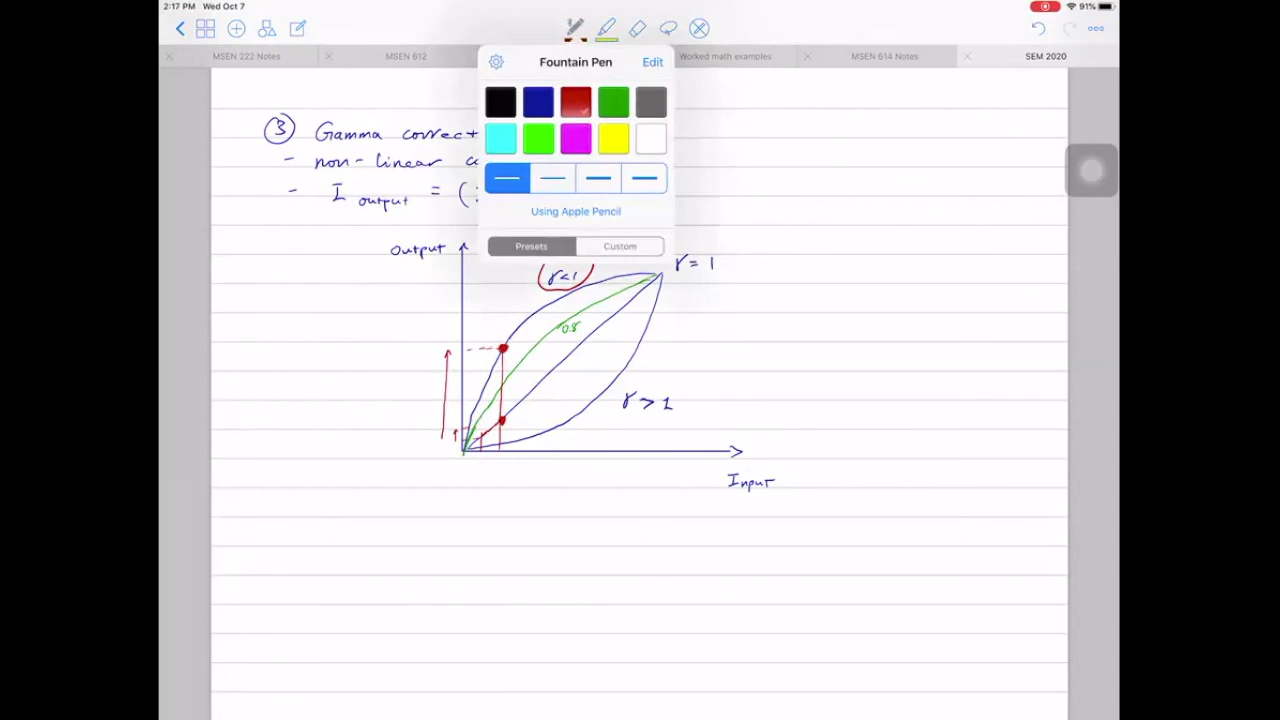 2:17 PM Wed Oct 7
91%
MSEN 222 Notes
MSEN 612
Worked math examples
MSEN 614 Notes
SEM 2020
Fountain Pen
Edit
Using Apple Pencil
Presets
Custom
③ Gamma correct
- non-linear
- I output = (
Output
γ<1
γ = 1
0.8
γ > 1
Input